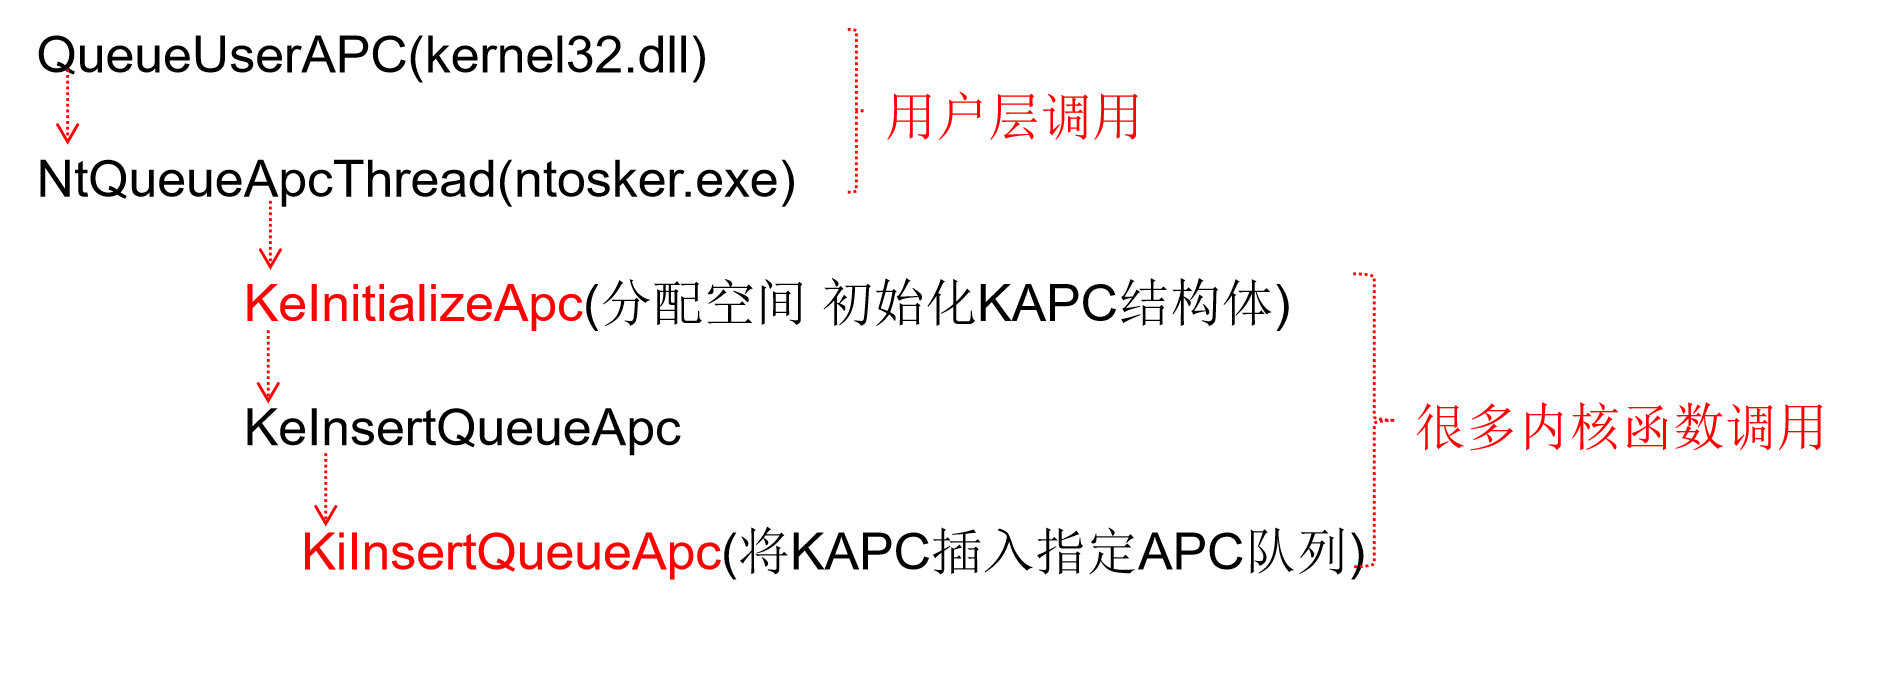 QueueUserAPC(kernel32.dll)
用户层调用
NtQueueApcThread(ntosker.exe)
KeInitializeApc(分配空间 初始化KAPC结构体)
KeInsertQueueApc
很多内核函数调用
KiInsertQueueApc(将KAPC插入指定APC队列)